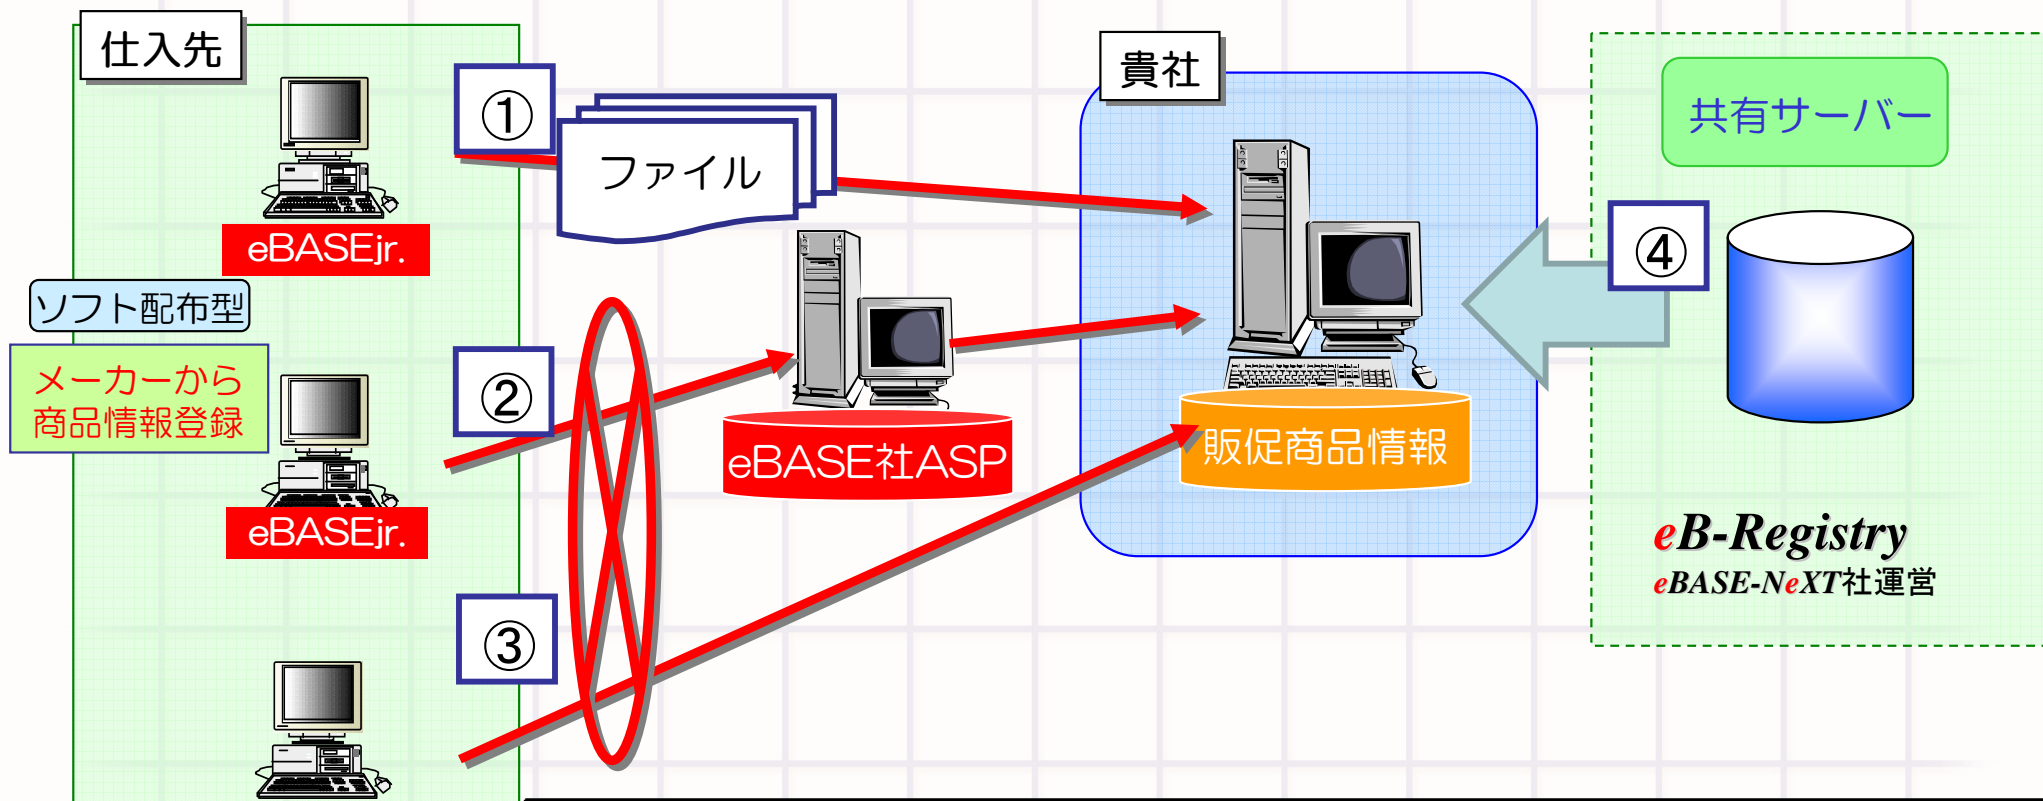 仕入先
①
ファイル
eBASEjr.
ソフト配布型
メーカーから
商品情報登録
②
eBASEjr.
eBASE社ASP
③
貴社
販促商品情報
共有サーバー
④
eB-Registry
eBASE-NeXT社運営